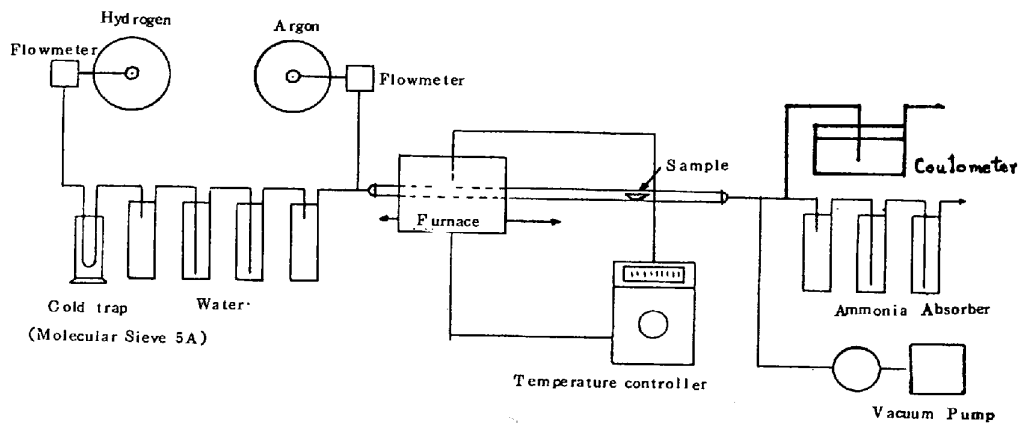 Hydrogen
Argon
Flowmeter
Flowmeter
Sample
Coulometer
Furnace
Cold trap
Water
(Molecular Sieve 5A)
Ammonia Absorber
Temperature controller
Vacuum Pump